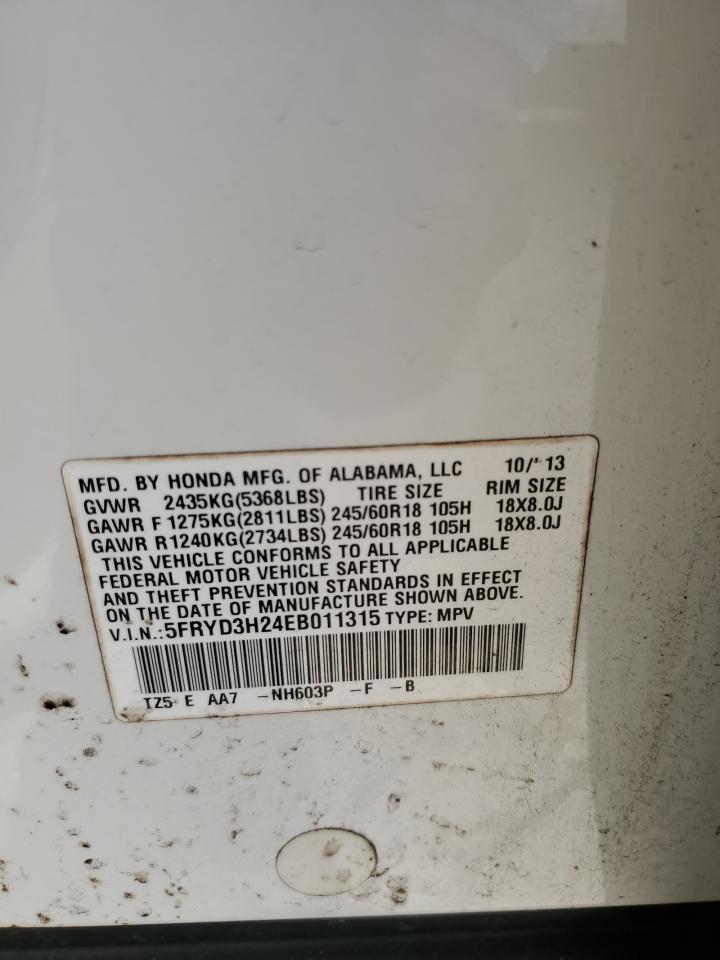 MFD. BY HONDA MFG. OF ALABAMA, LLC 10/'13
GVWR 2435KG(5368LBS) TIRE SIZE RIM SIZE
GAWR F 1275KG(2811LBS) 245/60R18 105H 18X8.0J
GAWR R1240KG(2734LBS) 245/60R18 105H 18X8.0J
THIS VEHICLE CONFORMS TO ALL APPLICABLE
FEDERAL MOTOR VEHICLE SAFETY
AND THEFT PREVENTION STANDARDS IN EFFECT
ON THE DATE OF MANUFACTURE SHOWN ABOVE.
V.I.N.:5FRYD3H24EB011315 TYPE: MPV
TZ5- E AA7 -NH603P -F -B